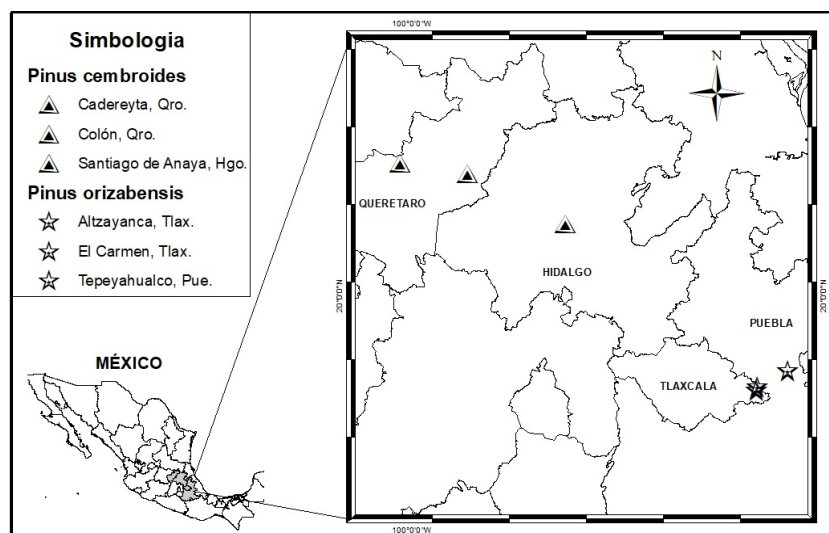 Simbologia
Pinus cembroides
Cadereyta, Qro.
Colón, Qro.
Santiago de Anaya, Hgo.
Pinus orizabensis
Altzayanca, Tlax.
El Carmen, Tlax.
Tepeyahualco, Pue.
MÉXICO
100°0'0"W
N
QUERETARO
HIDALGO
20°0'0"N
20°0'0"N
PUEBLA
TLAXCALA
100°0'0"W